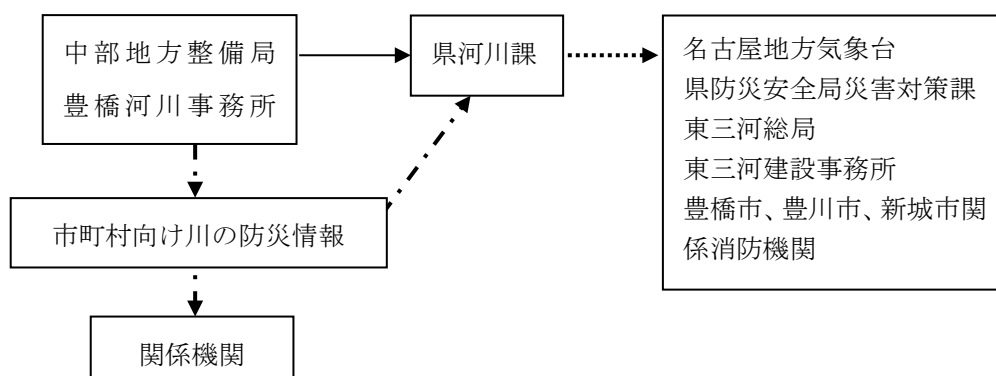 中部地方整備局
豊橋河川事務所
県河川課
名古屋地方気象台
県防災安全局災害対策課
東三河総局
東三河建設事務所
豊橋市、豊川市、新城市関
係消防機関
市町村向け川の防災情報
関係機関